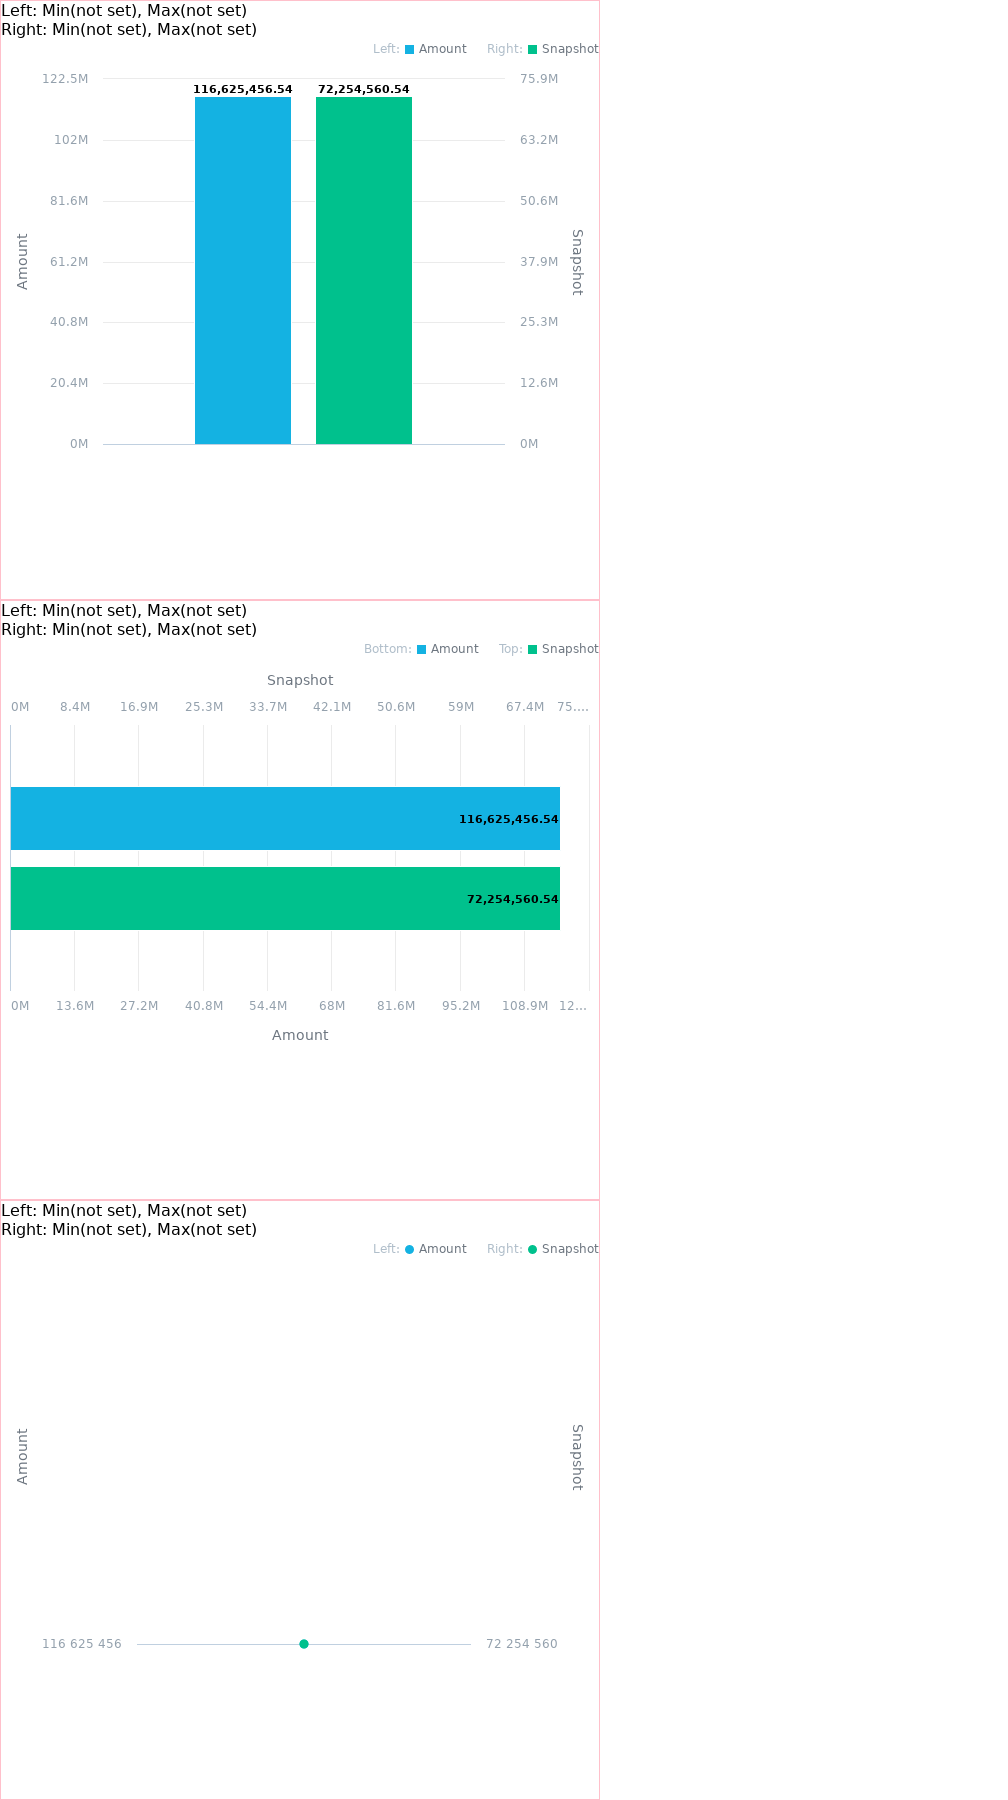 Left: Min(not set), Max(not set)
Right: Min(not set), Max(not set)
Left: Amount Right: Snapshot
122.5M 75.9M
116,625,456.54 72,254,560.54
102M 63.2M
81.6M 50.6M
Amount Snapshot
61.2M 37.9M
40.8M 25.3M
20.4M 12.6M
0M 0M
Left: Min(not set), Max(not set)
Right: Min(not set), Max(not set)
Bottom: Amount Top: Snapshot
Snapshot
0M 8.4M 16.9M 25.3M 33.7M 42.1M 50.6M 59M 67.4M 75....
116,625,456.54
72,254,560.54
0M 13.6M 27.2M 40.8M 54.4M 68M 81.6M 95.2M 108.9M 12...
Amount
Left: Min(not set), Max(not set)
Right: Min(not set), Max(not set)
Left: Amount Right: Snapshot
Amount Snapshot
116 625 456 72 254 560